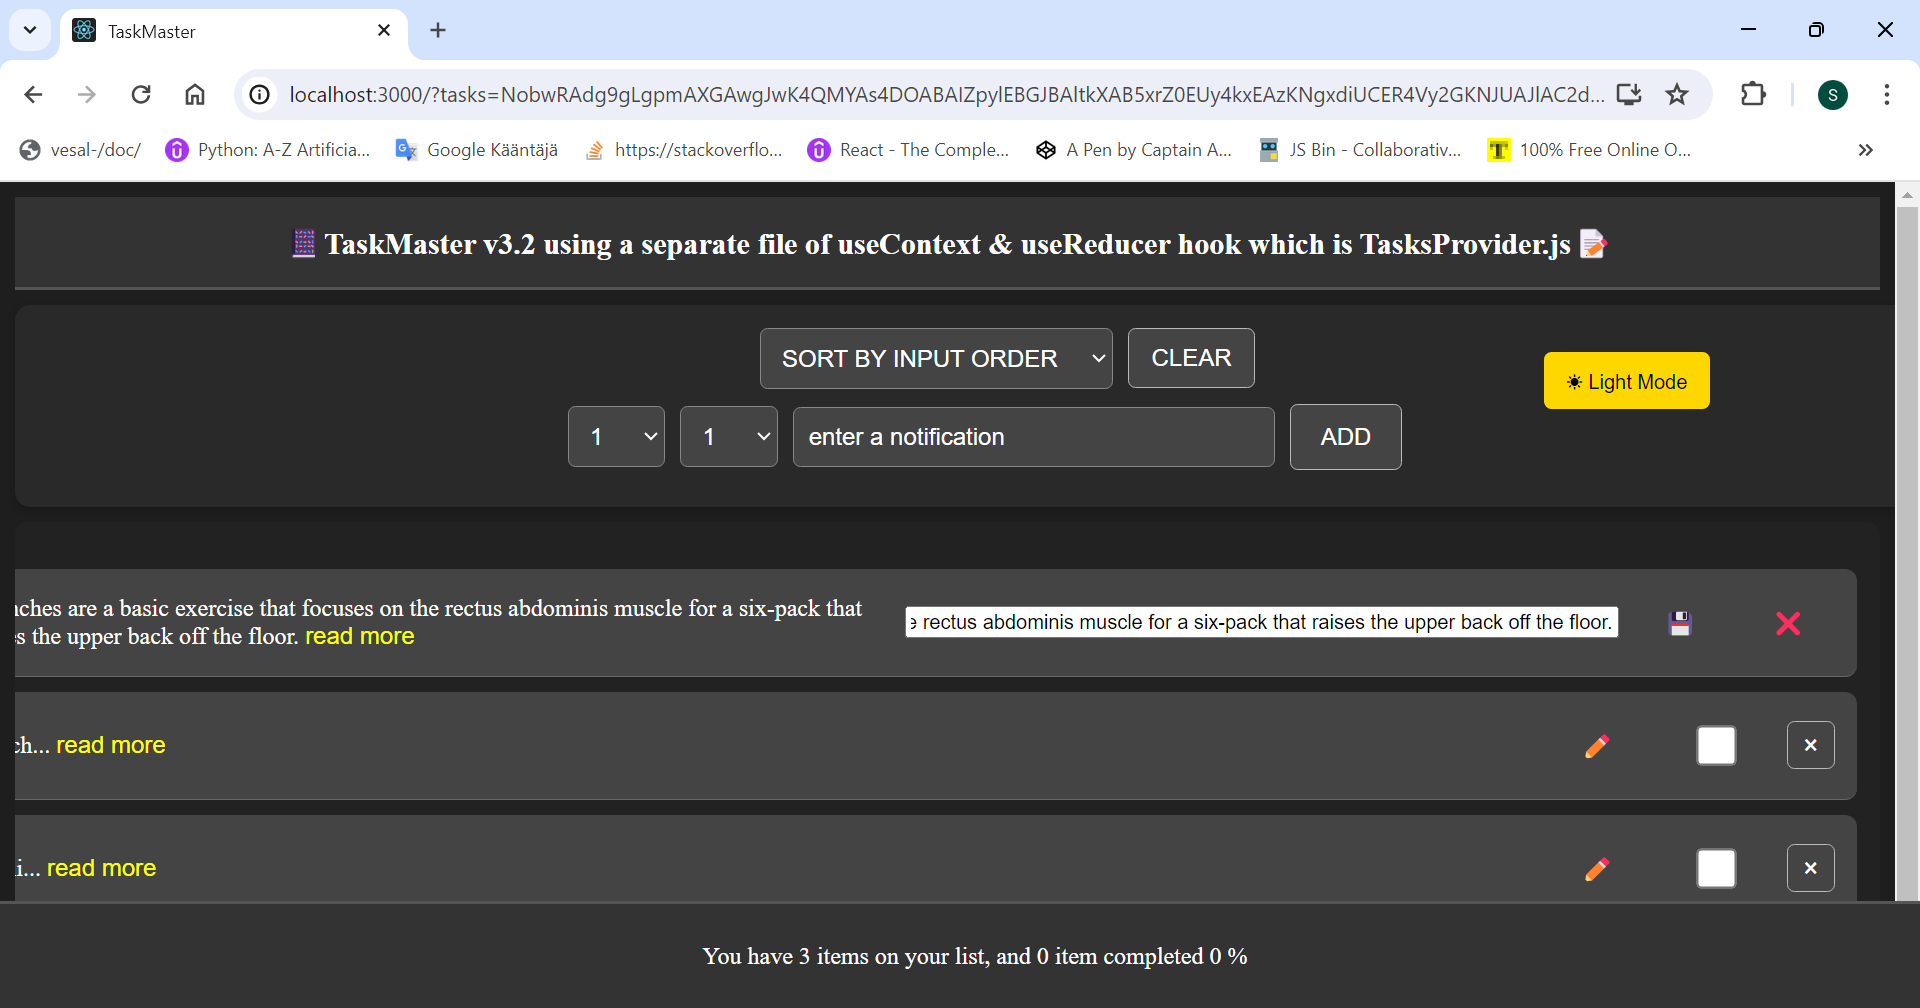 TaskMaster
localhost:3000/?tasks=NobwRAdg9gLgpmAXGAwgJwK4QMYAs4DOABAIZpylEBGJBAltkXAB5xrZ0EUy4kxEAzKNgxdiUCER4Vy2GKNJUAJlAC2d...
S
vesal-/doc/ Python: A-Z Artificia... Google Kääntäjä https://stackoverflo... React - The Comple... A Pen by Captain A... JS Bin - Collaborativ... 100% Free Online O...
TaskMaster v3.2 using a separate file of useContext & useReducer hook which is TasksProvider.js
SORT BY INPUT ORDER CLEAR
Light Mode
1 1 enter a notification ADD
ches are a basic exercise that focuses on the rectus abdominis muscle for a six-pack that
s the upper back off the floor. read more
rectus abdominis muscle for a six-pack that raises the upper back off the floor.
ch... read more
i... read more
You have 3 items on your list, and 0 item completed 0 %